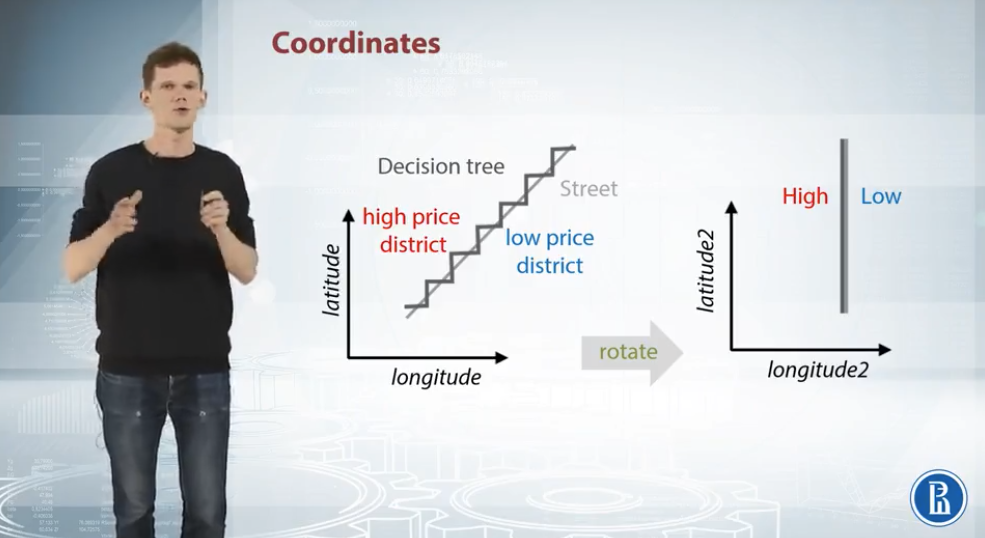 Coordinates
Decision tree
Street
high price
district
low price
district
latitude
longitude
rotate
High
Low
latitude2
longitude2